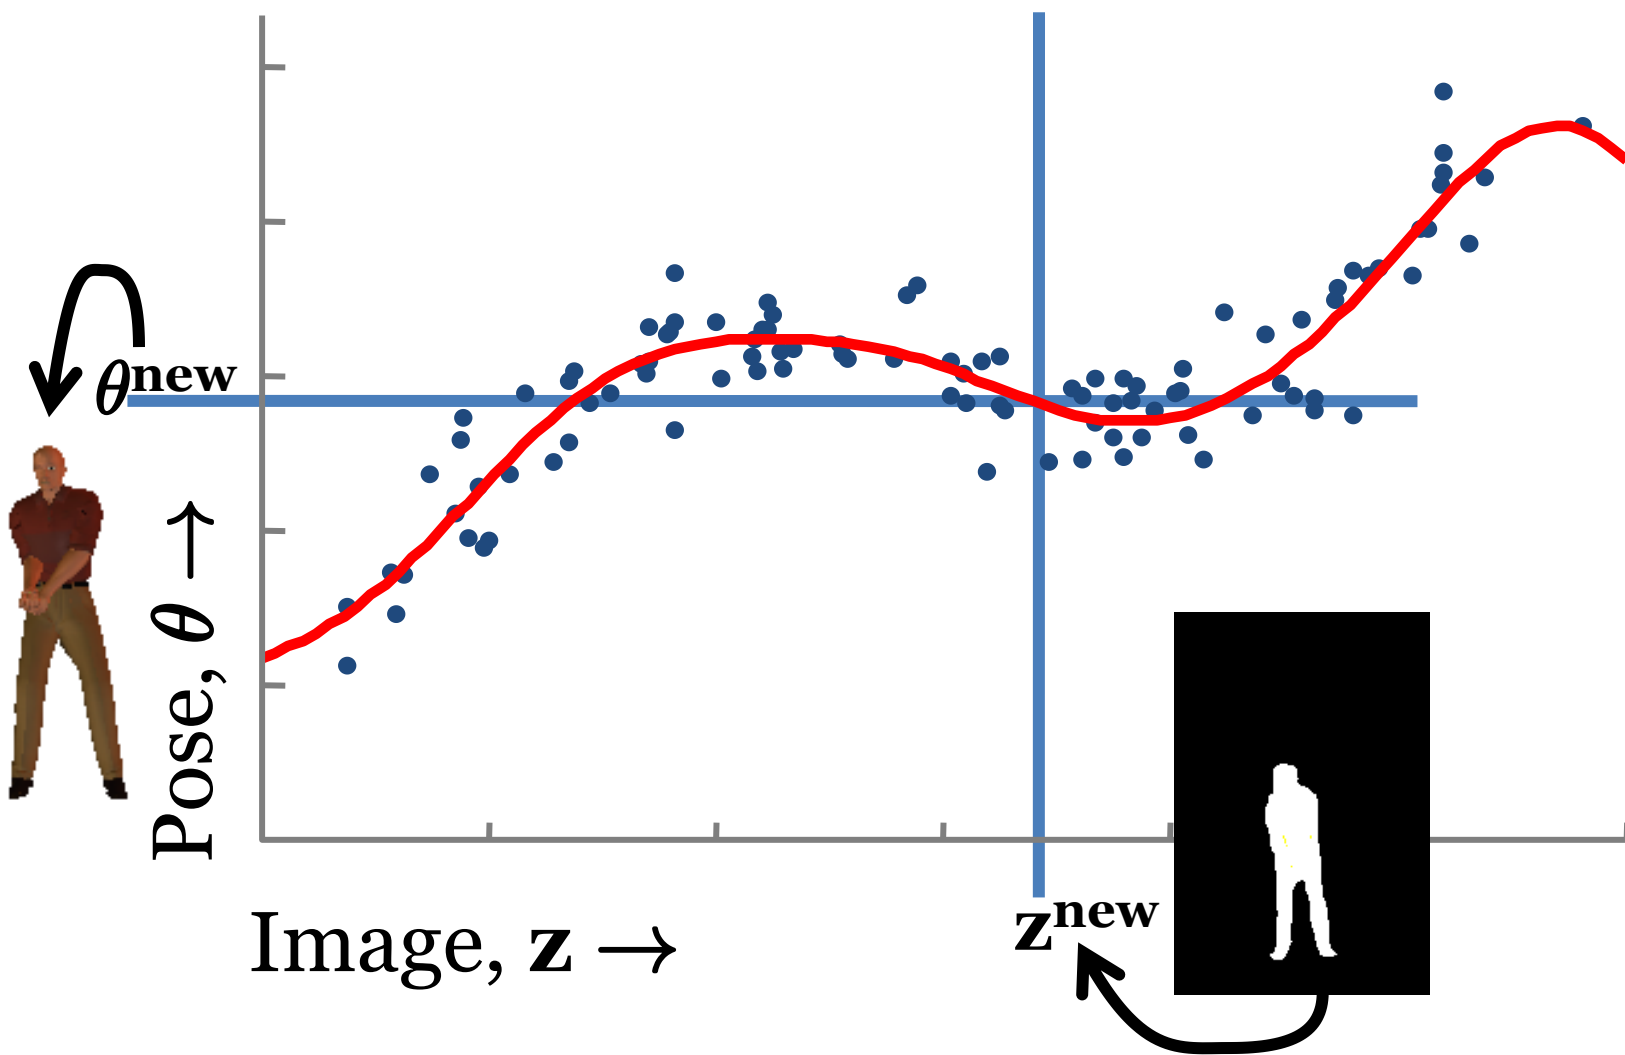 θnew
Pose, θ →
Image, z →
znew